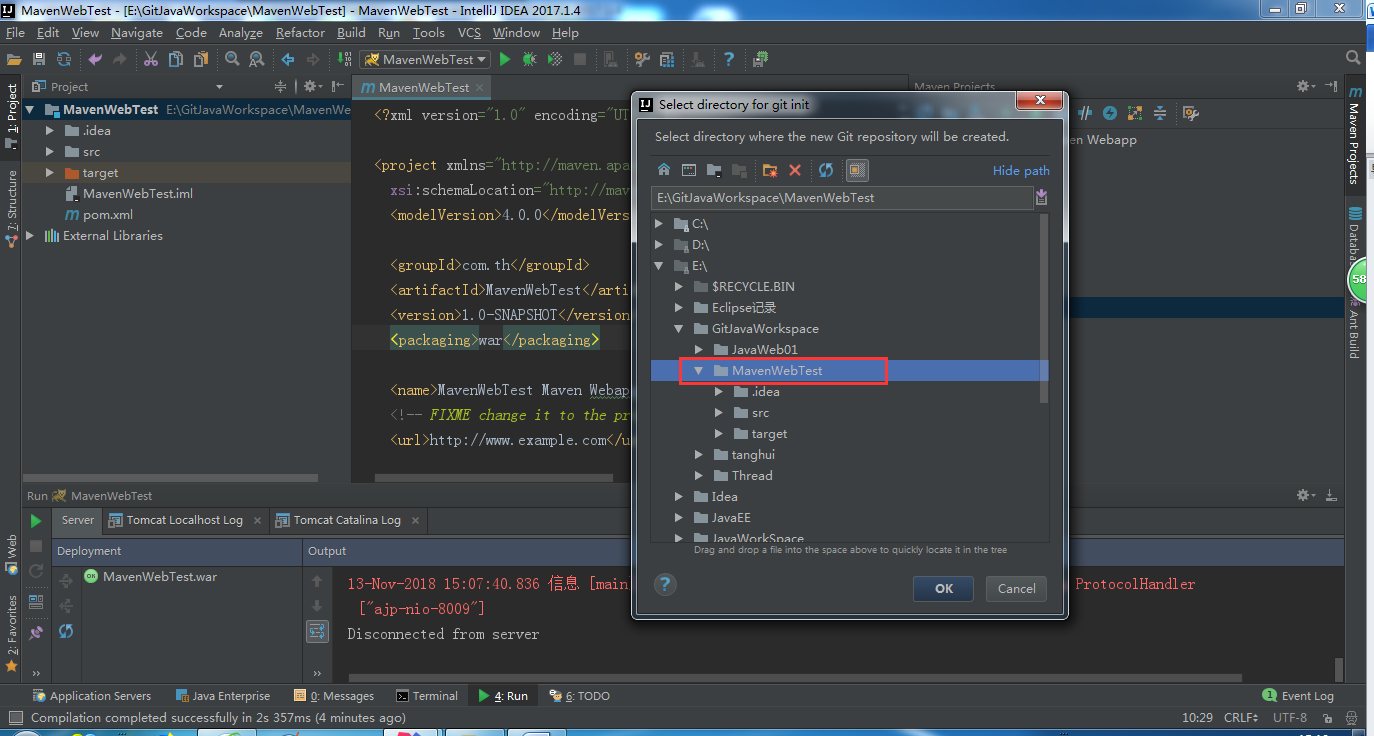 MavenWebTest - [E:\GitJavaWorkspace\MavenWebTest] - MavenWebTest - IntelliJ IDEA 2017.1.4
File Edit View Navigate Code Analyze Refactor Build Run Tools VCS Window Help
MavenWebTest
Project
MavenWebTest
Maven Projects
1: Project
7: Structure
Web
2: Favorites
MavenWebTest E:\GitJavaWorkspace\MavenWe
.idea
src
target
MavenWebTest.iml
pom.xml
External Libraries
<?xml version="1.0" encoding="UT
<project xmlns="http://maven.apa
xsi:schemaLocation="http://mav
<modelVersion>4.0.0</modelVers
<groupId>com.th</groupId>
<artifactId>MavenWebTest</arti
<version>1.0-SNAPSHOT</version
<packaging>war</packaging>
<name>MavenWebTest Maven Webap
<!-- FIXME change it to the pr
<url>http://www.example.com</u
Select directory for git init
Select directory where the new Git repository will be created.
Hide path
E:\GitJavaWorkspace\MavenWebTest
C:\
D:\
E:\
$RECYCLE.BIN
Eclipse记录
GitJavaWorkspace
JavaWeb01
MavenWebTest
.idea
src
target
tanghui
Thread
Idea
JavaEE
JavaWorkSpace
Drag and drop a file into the space above to quickly locate it in the tree
OK
Cancel
en Webapp
Maven Projects
Databas
58
Ant Build
Run MavenWebTest
Server
Tomcat Localhost Log
Tomcat Catalina Log
Deployment
Output
MavenWebTest.war
13-Nov-2018 15:07:40.836 信息 [main ProtocolHandler
["ajp-nio-8009"]
Disconnected from server
Application Servers
Java Enterprise
0: Messages
Terminal
4: Run
6: TODO
1 Event Log
Compilation completed successfully in 2s 357ms (4 minutes ago)
10:29 CRLF UTF-8